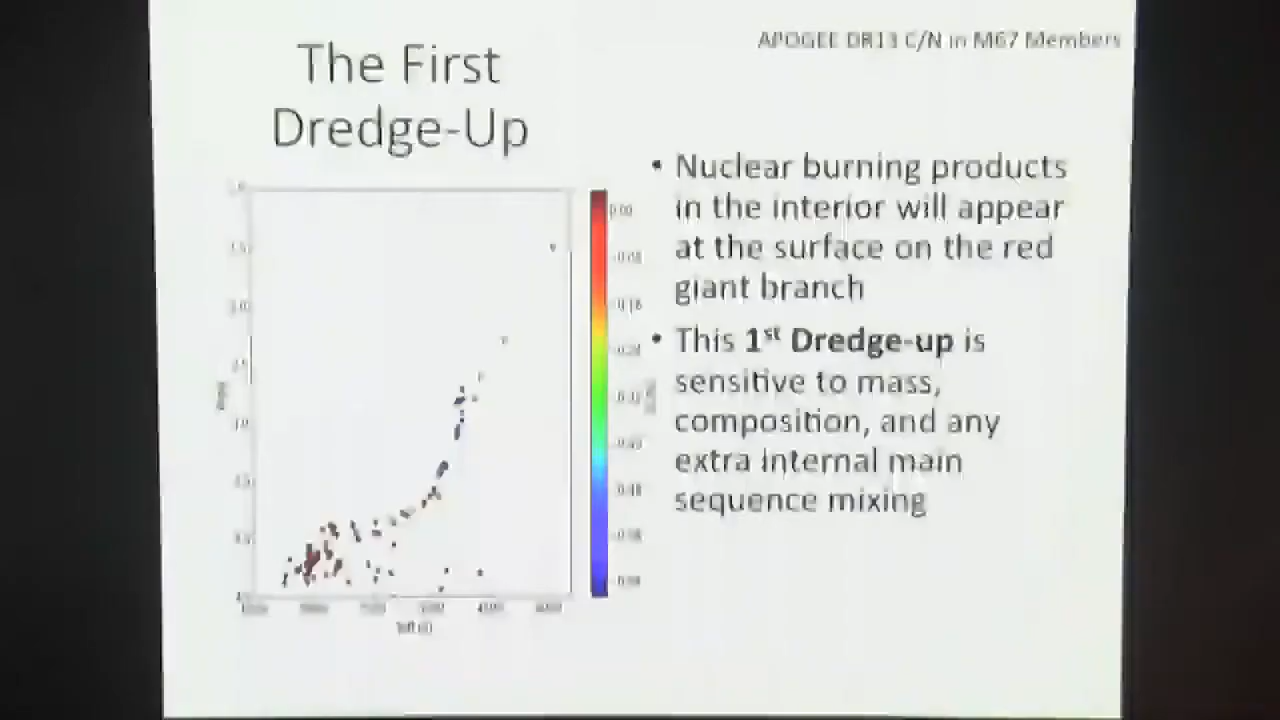 The First
Dredge-Up
APOGEE DR13 C/N in M67 Members
• Nuclear burning products
in the interior will appear
at the surface on the red
giant branch
• This 1st Dredge-up is
sensitive to mass,
composition, and any
extra internal main
sequence mixing
0.00